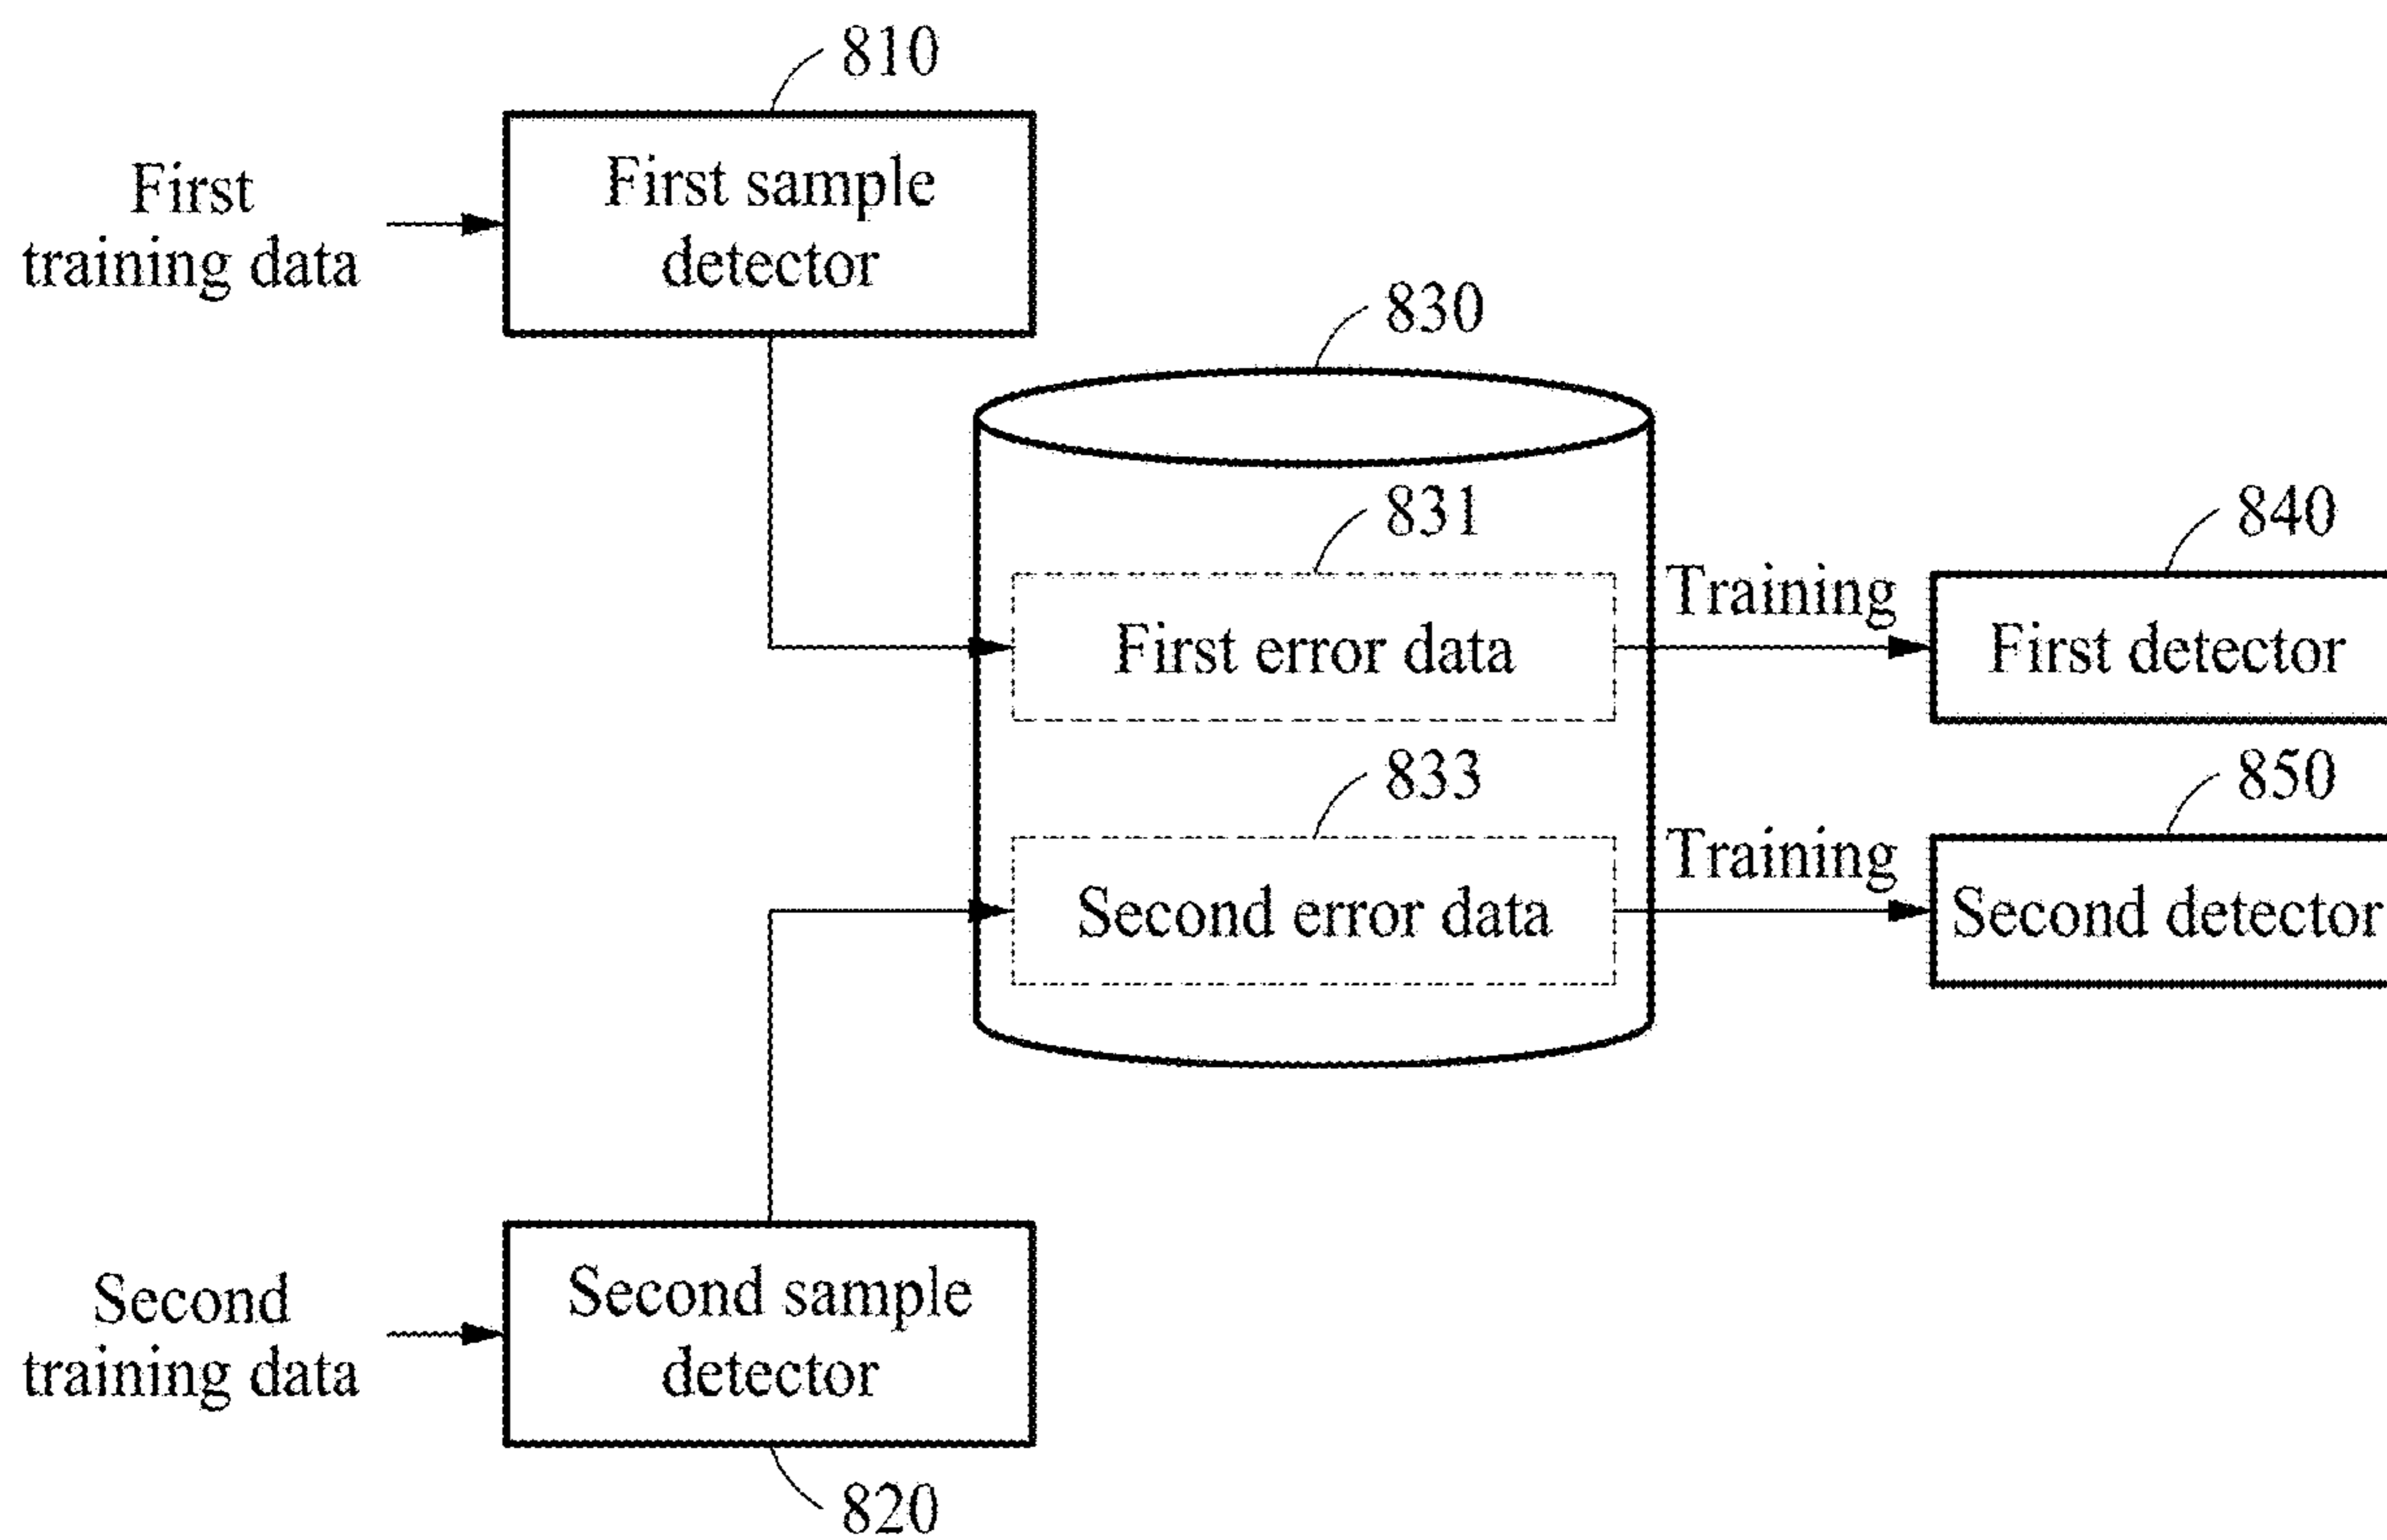 810
First
training data
First sample
detector
830
831
First error data
Training
840
First detector
833
Second error data
Training
850
Second detector
Second
training data
Second sample
detector
820